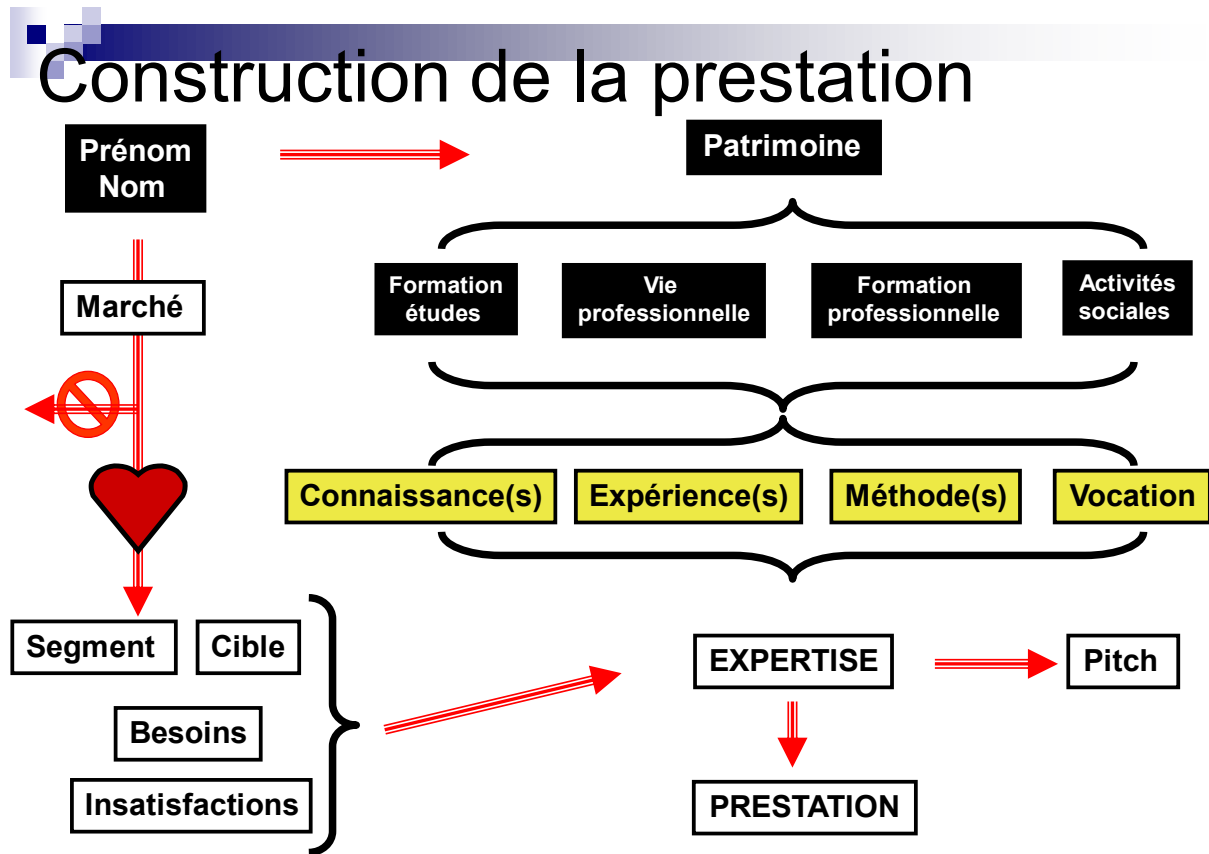 Construction de la prestation
Prénom
Nom
Patrimoine
Formation
études
Vie
professionnelle
Formation
professionnelle
Activités
sociales
Marché
Connaissance(s)
Expérience(s)
Méthode(s)
Vocation
Segment
Cible
Besoins
Insatisfactions
EXPERTISE
Pitch
PRESTATION